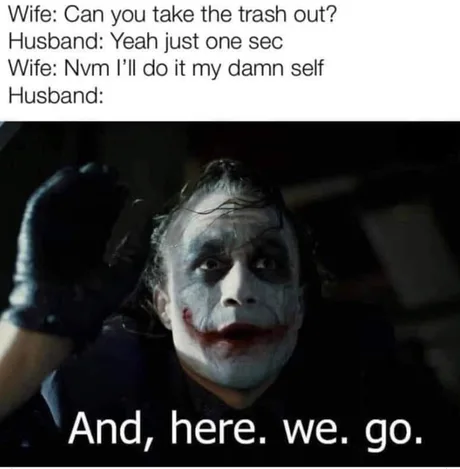 Wife: Can you take the trash out?
Husband: Yeah just one sec
Wife: Nvm I'll do it my damn self
Husband:
And, here. we. go.